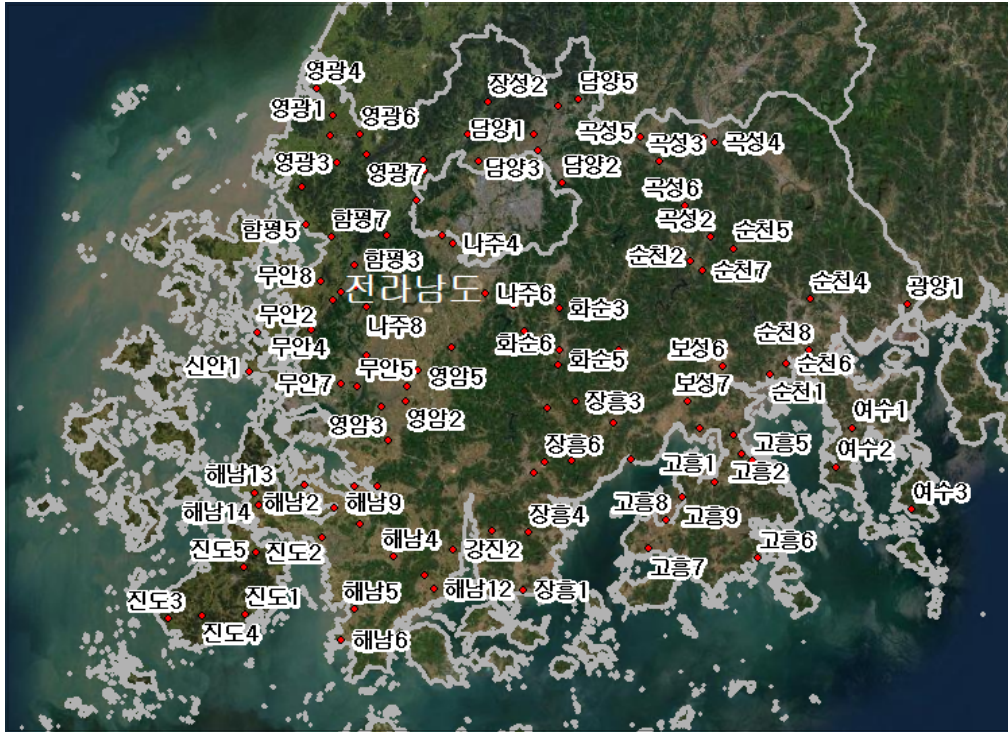 영광4
장성2
담양5
영광1
영광6
담양1
곡성5
곡성3
곡성4
영광3
영광7
담양3
담양2
곡성6
함평5
함평7
나주4
곡성2
순천5
무안8
함평3
순천2
순천7
전라남도
나주6
화순3
순천4
광양1
무안2
나주8
무안4
화순6
화순5
보성6
순천8
신안1
무안5
순천6
무안7
영암5
보성7
순천1
영암3
영암2
장흥3
여수1
장흥6
고흥5
여수2
해남13
고흥1
고흥2
해남2
해남9
고흥8
여수3
해남14
장흥4
고흥9
진도5
진도2
해남4
강진2
고흥6
고흥7
진도3
진도1
해남5
해남12
장흥1
진도4
해남6